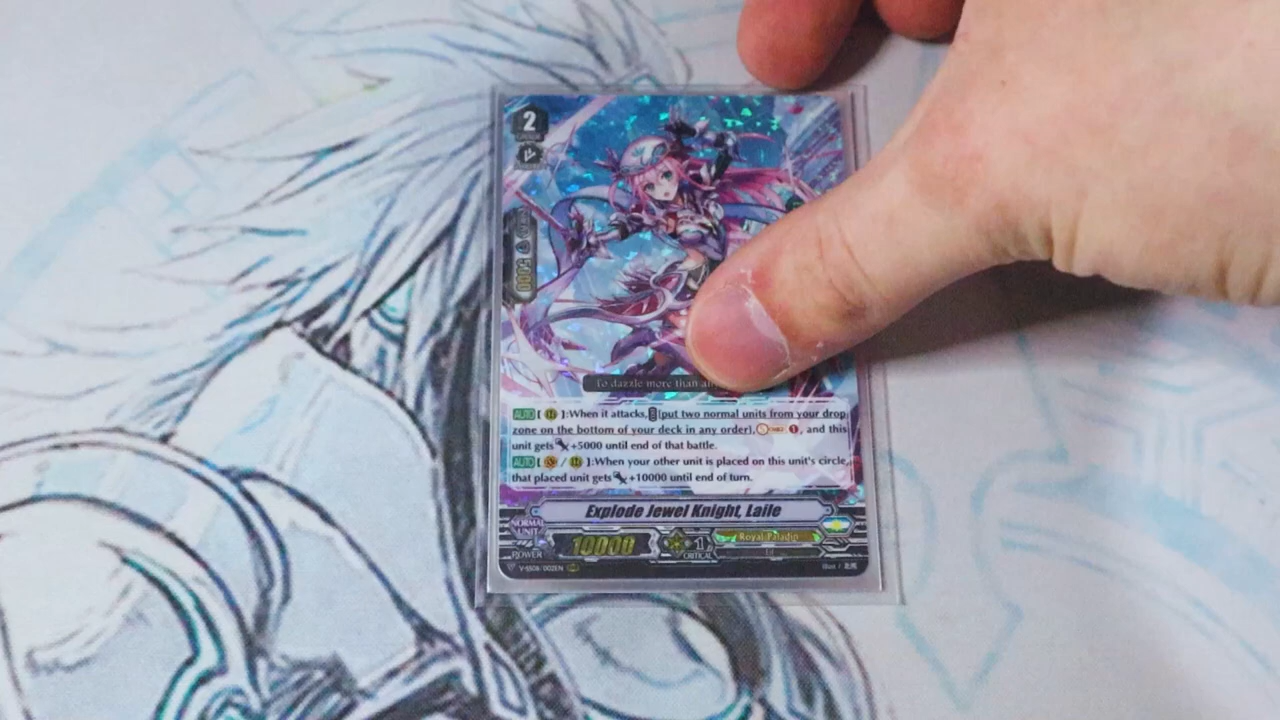 2
5000
To dazzle more than
AUTO [ ]:When it attacks, [put two normal units from your drop
zone on the bottom of your deck in any order], 1, and this
unit gets +5000 until end of that battle.
AUTO [ / ]:When your other unit is placed on this unit's circle,
that placed unit gets +10000 until end of turn.
Explode Jewel Knight, Laile
NORMAL
UNIT
POWER
10000
1
CRITICAL
Royal Paladin
V-SS08/002EN